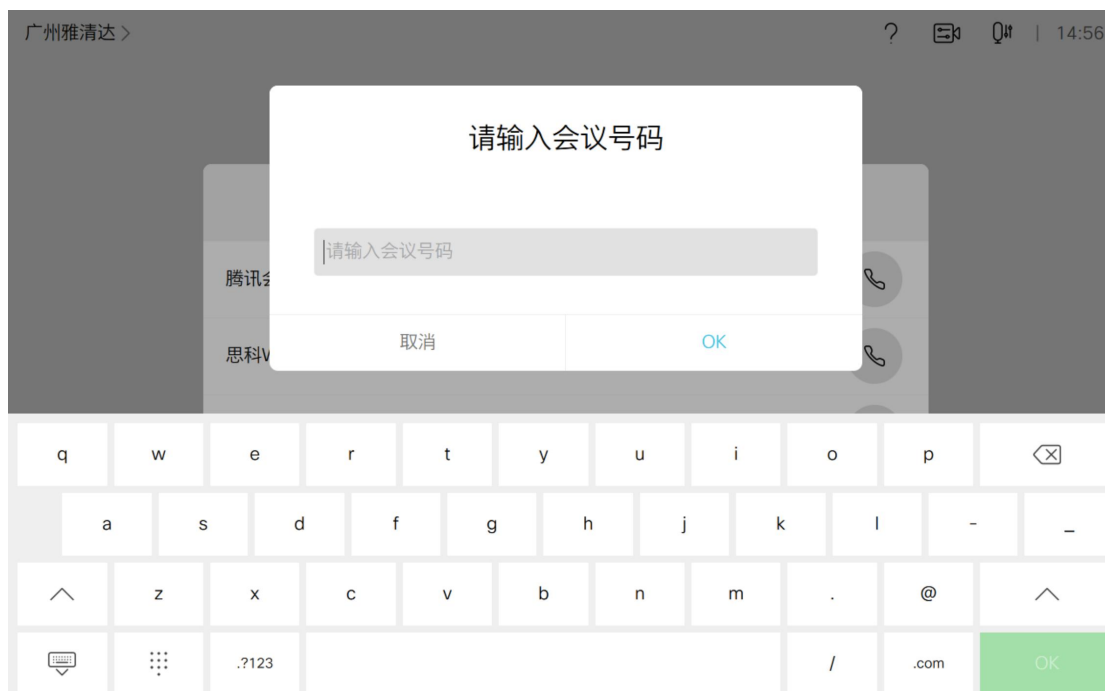 广州雅清达 >
14:56
请输入会议号码
请输入会议号码
腾讯会
思科W
取消 OK
q w e r t y u i o p
a s d f g h j k l - _
z x c v b n m . @
.?123 / .com OK